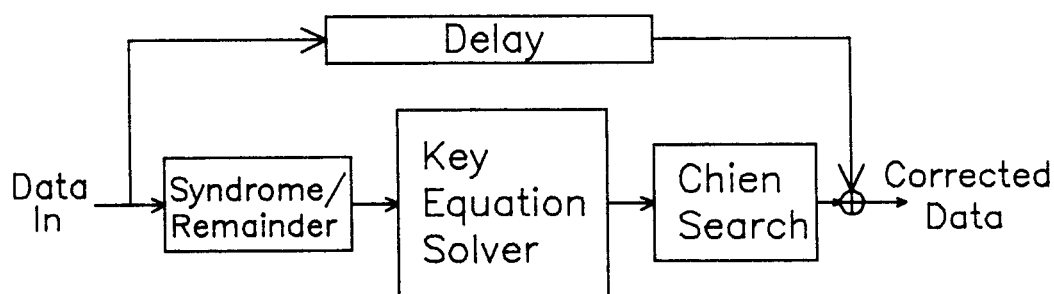 Delay
Data
In
Syndrome/
Remainder
Key
Equation
Solver
Chien
Search
Corrected
Data